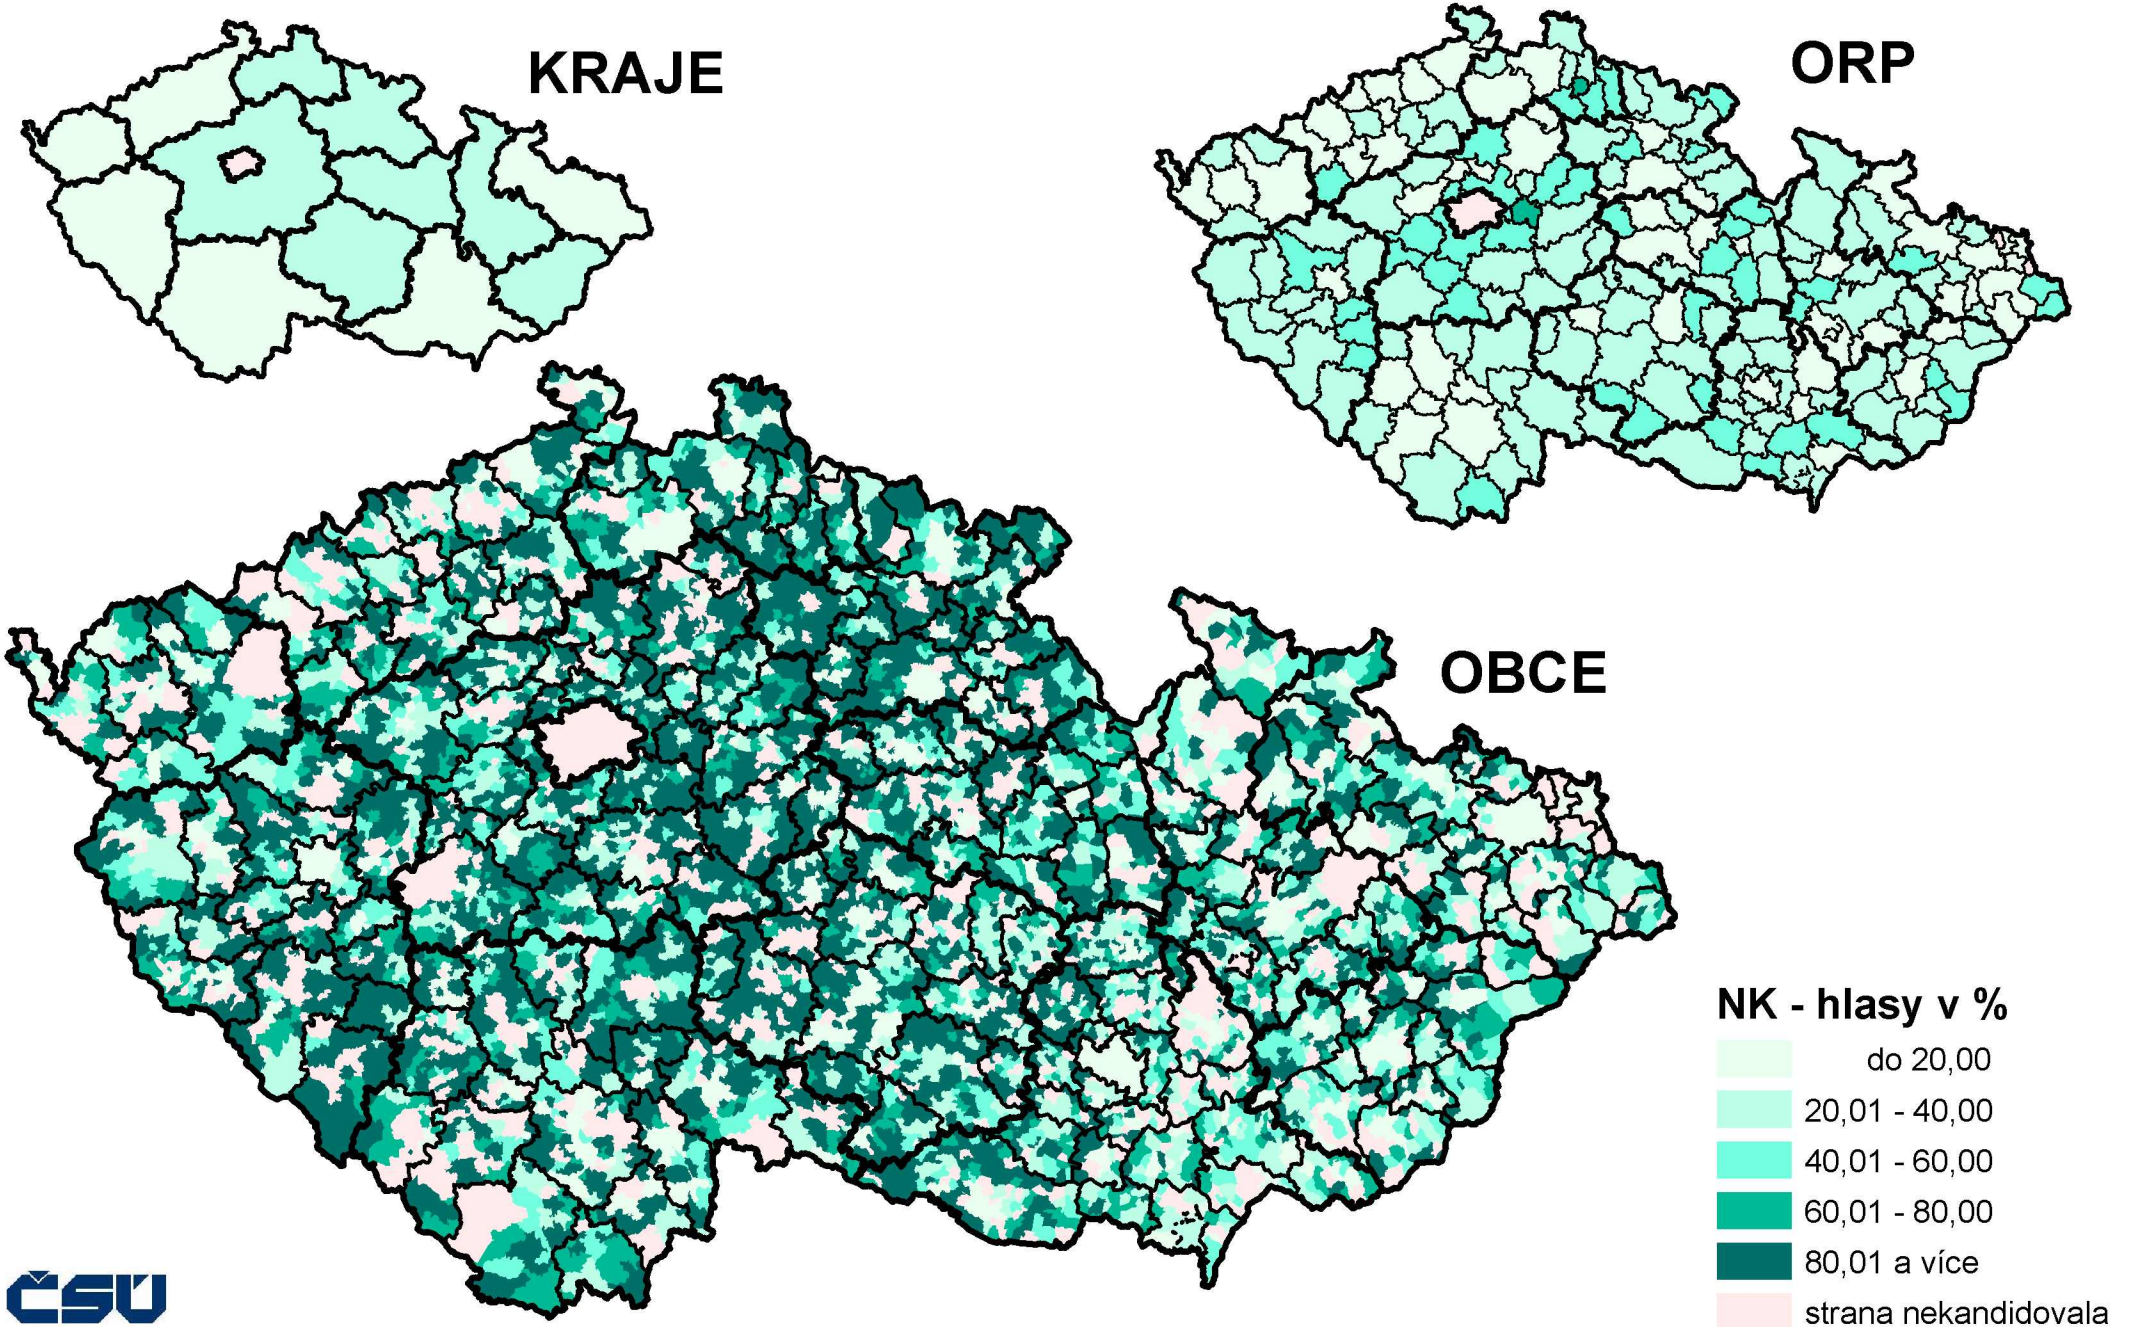 KRAJE
ORP
OBCE
NK - hlasy v %
do 20,00
20,01 - 40,00
40,01 - 60,00
60,01 - 80,00
80,01 a více
strana nekandidovala
ČSÚ